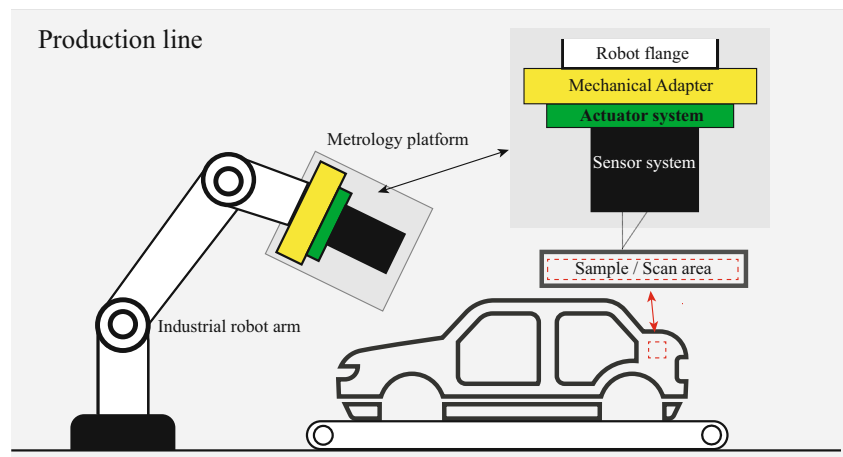 Production line
Robot flange
Mechanical Adapter
Actuator system
Metrology platform
Sensor system
Sample / Scan area
Industrial robot arm